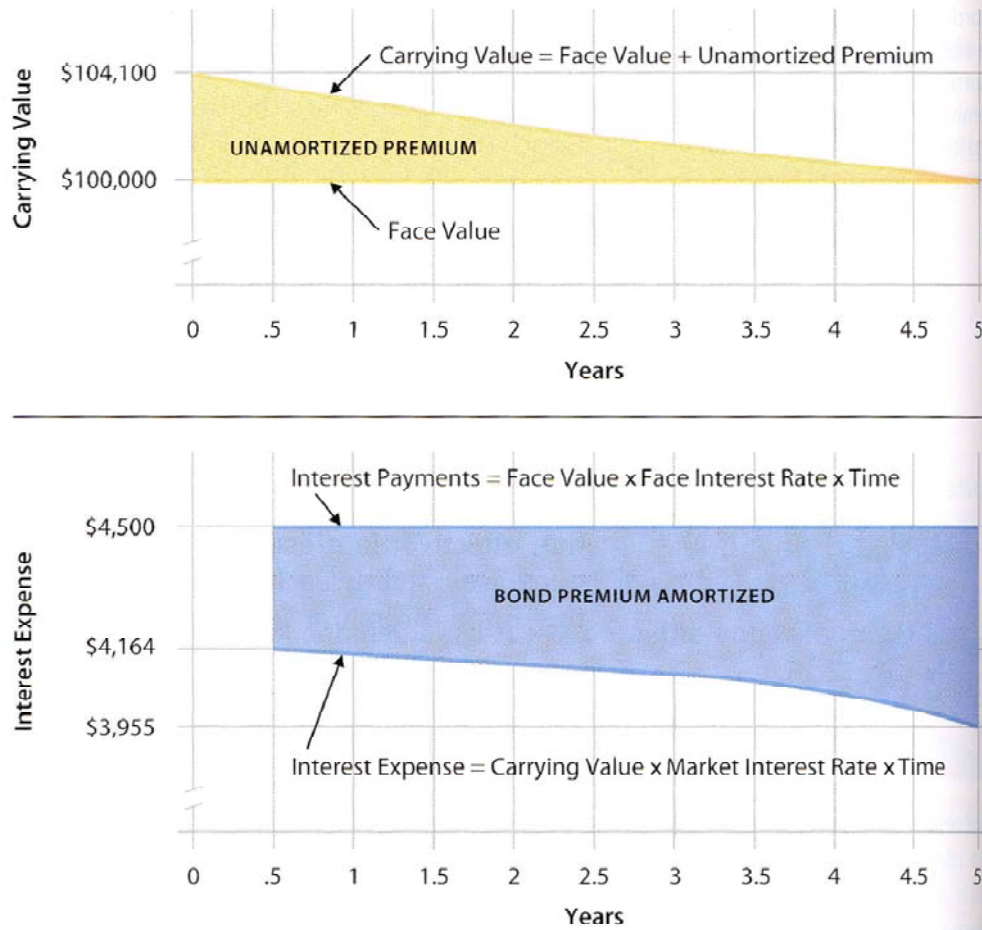 Carrying Value = Face Value + Unamortized Premium
$104,100
UNAMORTIZED PREMIUM
$100,000
Face Value
Carrying Value
0 .5 1 1.5 2 2.5 3 3.5 4 4.5 5
Years
Interest Payments = Face Value x Face Interest Rate x Time
$4,500
BOND PREMIUM AMORTIZED
$4,164
$3,955
Interest Expense
Interest Expense = Carrying Value x Market Interest Rate x Time
0 .5 1 1.5 2 2.5 3 3.5 4 4.5 5
Years